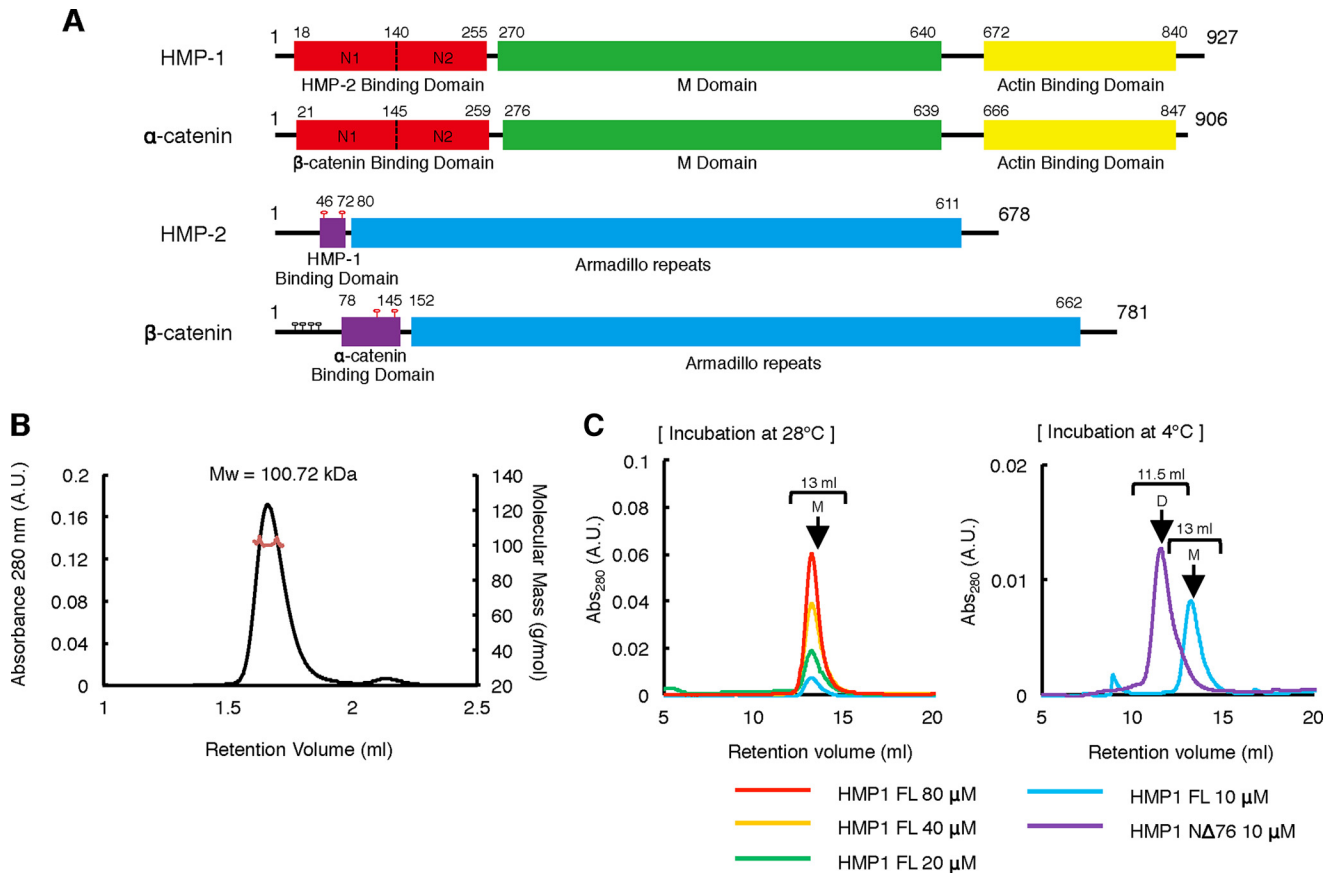 A
HMP-1
1 18 140 255 270 640 672 840 927
N1 N2
HMP-2 Binding Domain M Domain Actin Binding Domain
α-catenin
1 21 145 259 276 639 666 847 906
N1 N2
β-catenin Binding Domain M Domain Actin Binding Domain
HMP-2
1 46 72 80 611 678
HMP-1
Binding Domain
Armadillo repeats
β-catenin
1 78 145 152 662 781
α-catenin
Binding Domain
Armadillo repeats
B
Mw = 100.72 kDa
Absorbance 280 nm (A.U.)
0.2
0.16
0.12
0.08
0.04
0
140
120
100
80
60
40
20
Molecular Mass (g/mol)
1 1.5 2 2.5
Retention Volume (ml)
C
[ Incubation at 28°C ]
Abs280 (A.U.)
0.1
0.08
0.06
0.04
0.02
0
13 ml
M
5 10 15 20
Retention volume (ml)
[ Incubation at 4°C ]
Abs280 (A.U.)
0.02
0.01
0
11.5 ml
D
13 ml
M
5 10 15 20
Retention volume (ml)
HMP1 FL 80 μM
HMP1 FL 40 μM
HMP1 FL 20 μM
HMP1 FL 10 μM
HMP1 NΔ76 10 μM